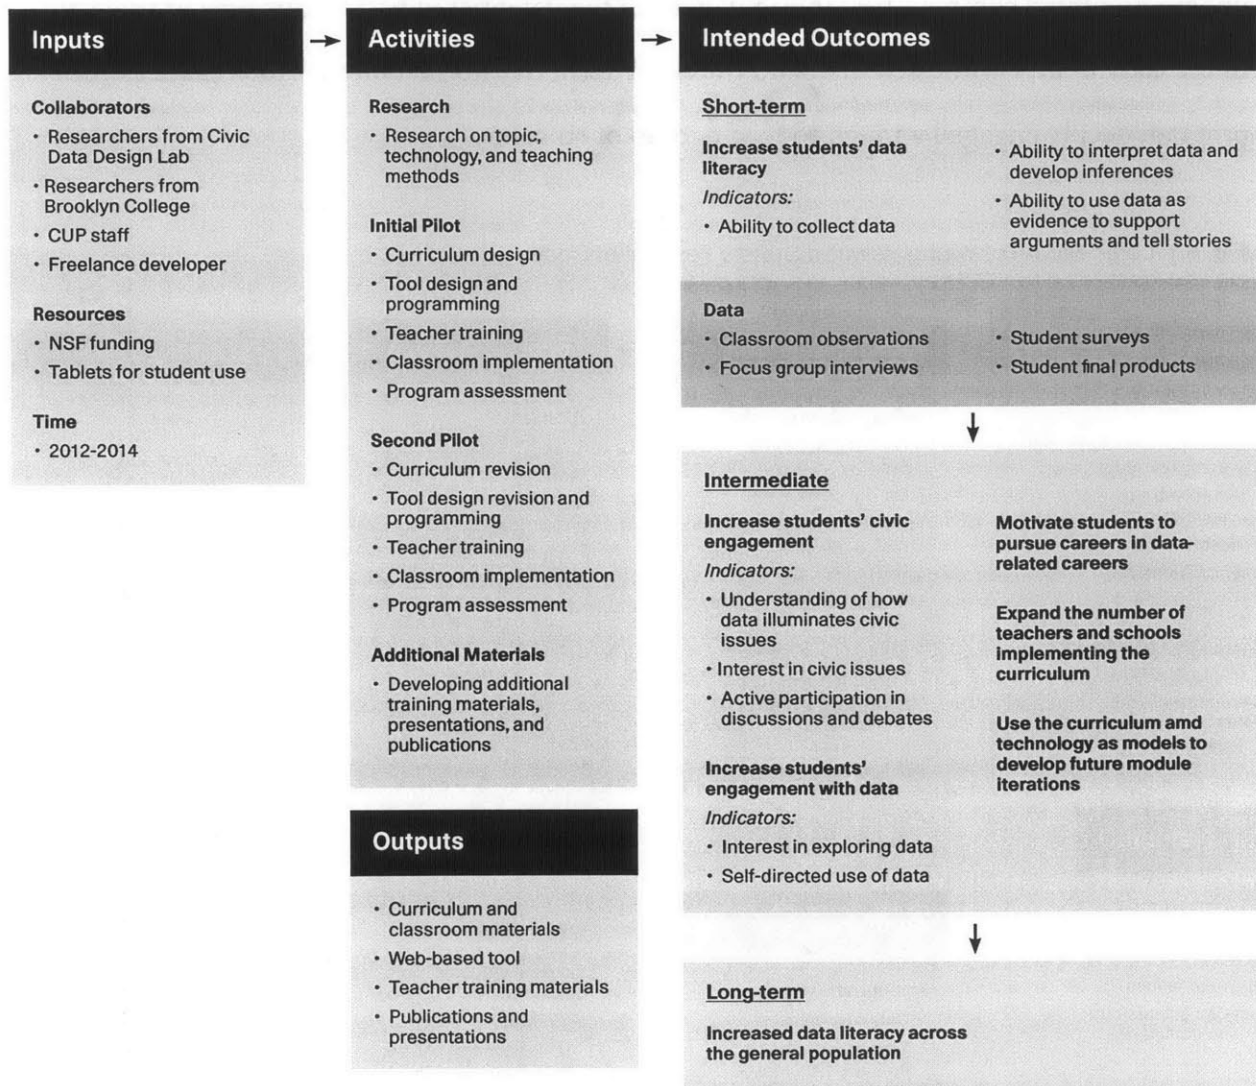 Inputs
Collaborators
· Researchers from Civic
Data Design Lab
· Researchers from
Brooklyn College
· CUP staff
· Freelance developer
Resources
· NSF funding
· Tablets for student use
Time
· 2012-2014
Activities
Research
· Research on topic,
technology, and teaching
methods
Initial Pilot
· Curriculum design
· Tool design and
programming
· Teacher training
· Classroom implementation
· Program assessment
Second Pilot
· Curriculum revision
· Tool design revision and
programming
· Teacher training
· Classroom implementation
· Program assessment
Additional Materials
· Developing additional
training materials,
presentations, and
publications
Outputs
· Curriculum and
classroom materials
· Web-based tool
· Teacher training materials
· Publications and
presentations
Intended Outcomes
Short-term
Increase students’ data
literacy
Indicators:
· Ability to collect data
· Ability to interpret data and
develop inferences
· Ability to use data as
evidence to support
arguments and tell stories
Data
· Classroom observations
· Focus group interviews
· Student surveys
· Student final products
Intermediate
Increase students’ civic
engagement
Indicators:
· Understanding of how
data illuminates civic
issues
· Interest in civic issues
· Active participation in
discussions and debates
Increase students’
engagement with data
Indicators:
· Interest in exploring data
· Self-directed use of data
Motivate students to
pursue careers in data-
related careers
Expand the number of
teachers and schools
implementing the
curriculum
Use the curriculum amd
technology as models to
develop future module
iterations
Long-term
Increased data literacy across
the general population